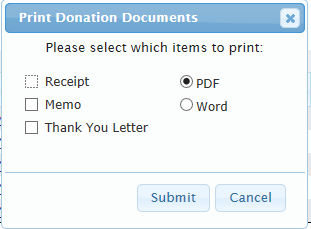 Print Donation Documents
Please select which items to print:
Receipt PDF
Memo Word
Thank You Letter
Submit Cancel